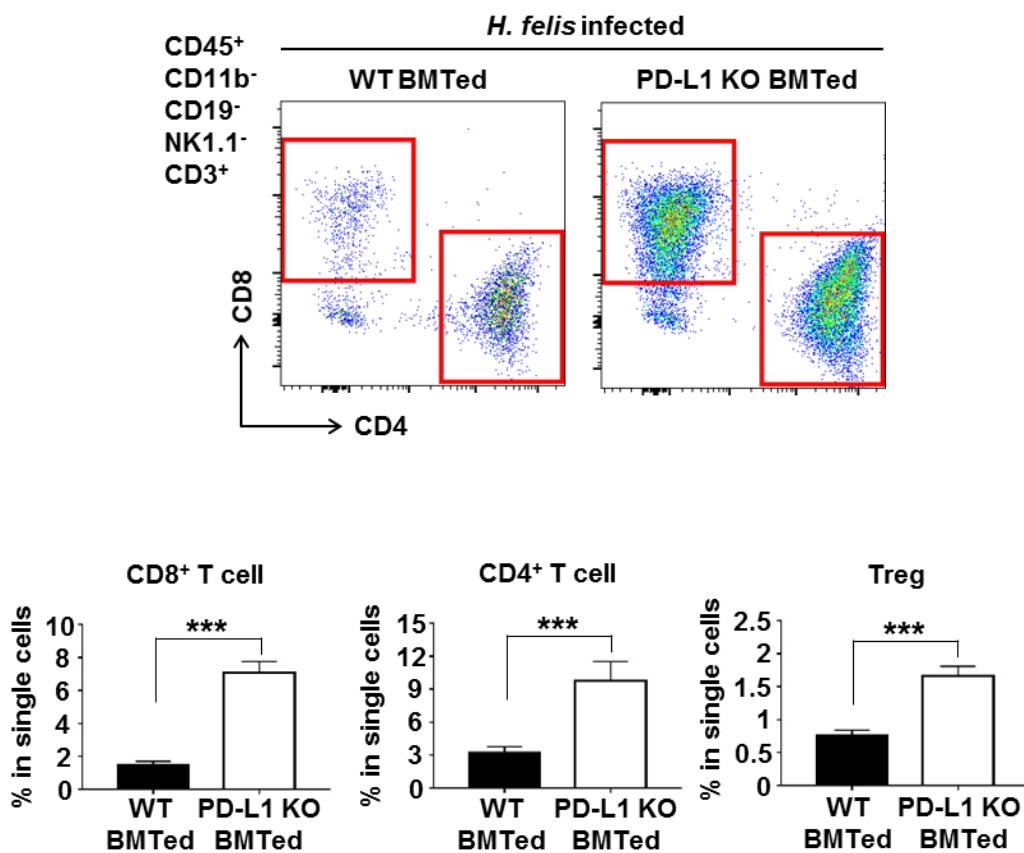 H. felis infected
CD45+
CD11b-
CD19-
NK1.1-
CD3+
WT BMTed
PD-L1 KO BMTed
CD8
CD4
CD8+ T cell
% in single cells
10
8
6
4
2
0
***
WT
BMTed
PD-L1 KO
BMTed
CD4+ T cell
% in single cells
15
12
9
6
3
0
***
WT
BMTed
PD-L1 KO
BMTed
Treg
% in single cells
2.5
2
1.5
1
0.5
0
***
WT
BMTed
PD-L1 KO
BMTed